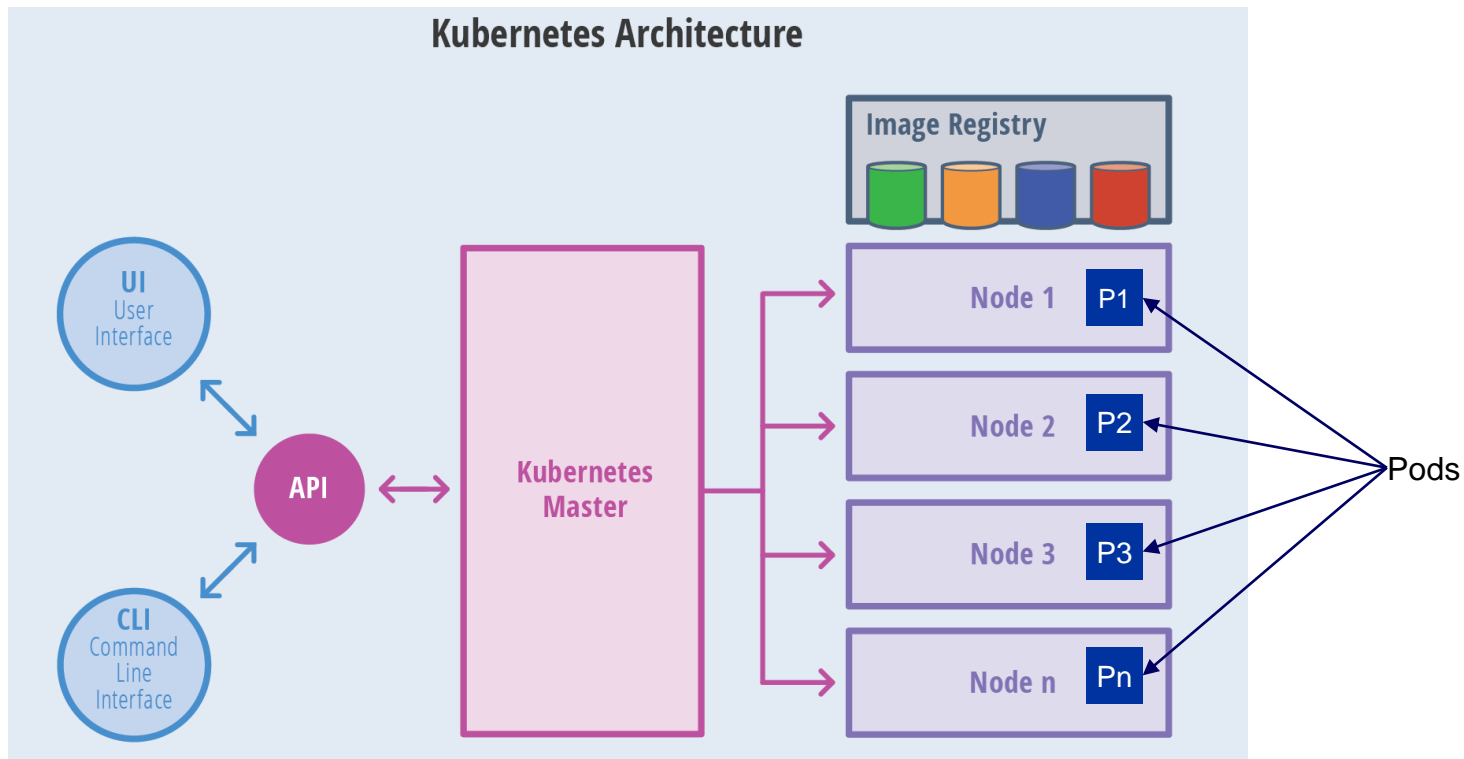 Kubernetes Architecture
Image Registry
UI
User
Interface
API
CLI
Command
Line
Interface
Kubernetes
Master
Node 1
P1
Node 2
P2
Node 3
P3
Node n
Pn
Pods